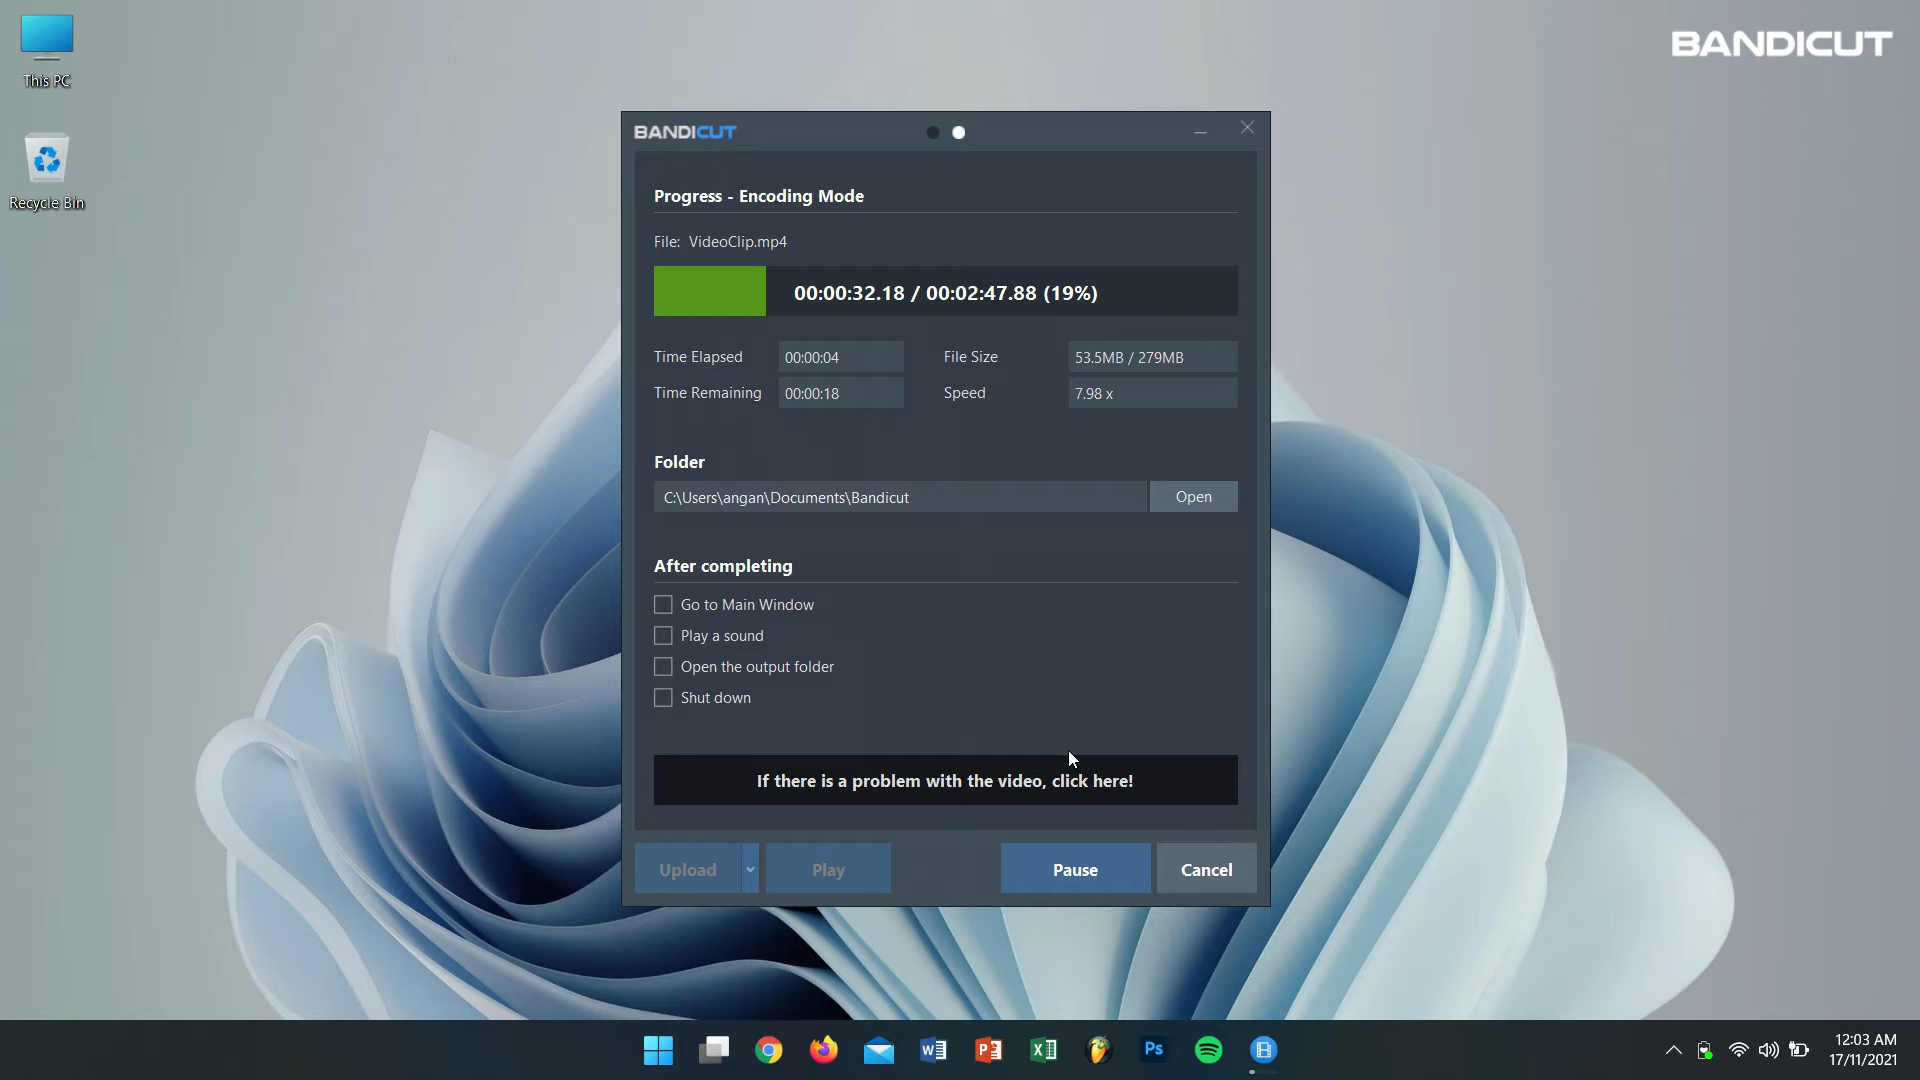 This PC
Recycle Bin
BANDICUT
BANDICUT
Progress - Encoding Mode
File: VideoClip.mp4
00:00:32.18 / 00:02:47.88 (19%)
Time Elapsed 00:00:04 File Size 53.5MB / 279MB
Time Remaining 00:00:18 Speed 7.98 x
Folder
C:\Users\angan\Documents\Bandicut Open
After completing
Go to Main Window
Play a sound
Open the output folder
Shut down
If there is a problem with the video, click here!
Upload Play Pause Cancel
W P X Ps
12:03 AM
17/11/2021